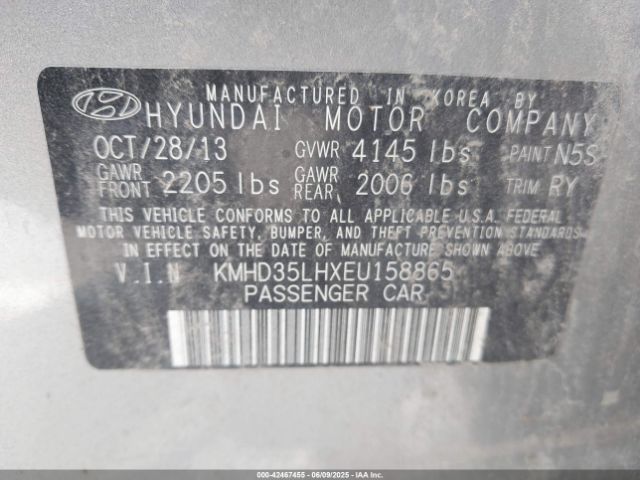 MANUFACTURED IN KOREA BY
HYUNDAI MOTOR COMPANY
OCT/28/13 GVWR 4145 lbs PAINT N5S
GAWR FRONT 2205 lbs GAWR REAR 2006 lbs TRIM RY
THIS VEHICLE CONFORMS TO ALL APPLICABLE U.S.A. FEDERAL
MOTOR VEHICLE SAFETY, BUMPER, AND THEFT PREVENTION STANDARDS
IN EFFECT ON THE DATE OF MANUFACTURE SHOWN ABOVE.
V.I.N KMHD35LHXEU158865
PASSENGER CAR
000-42467455 - 06/09/2025 - IAAI.COM